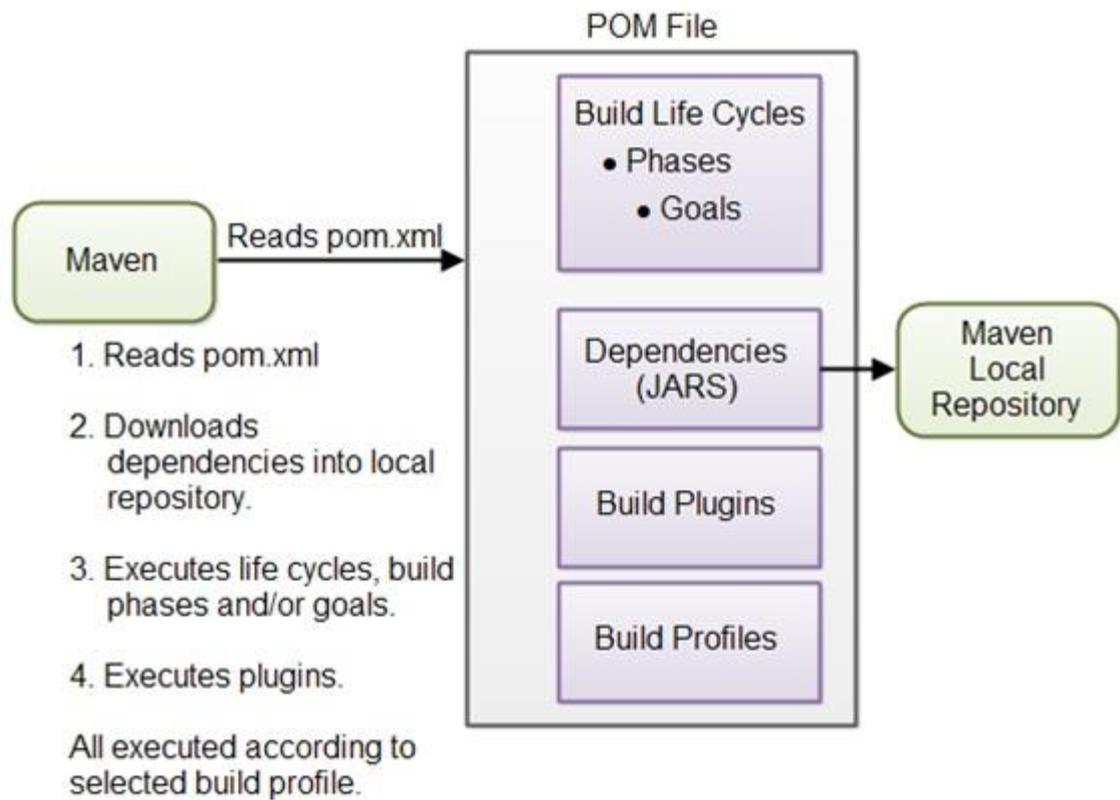 POM File
Build Life Cycles
• Phases
• Goals
Maven
Reads pom.xml
Dependencies
(JARS)
Maven
Local
Repository
Build Plugins
Build Profiles
1. Reads pom.xml
2. Downloads
dependencies into local
repository.
3. Executes life cycles, build
phases and/or goals.
4. Executes plugins.
All executed according to
selected build profile.